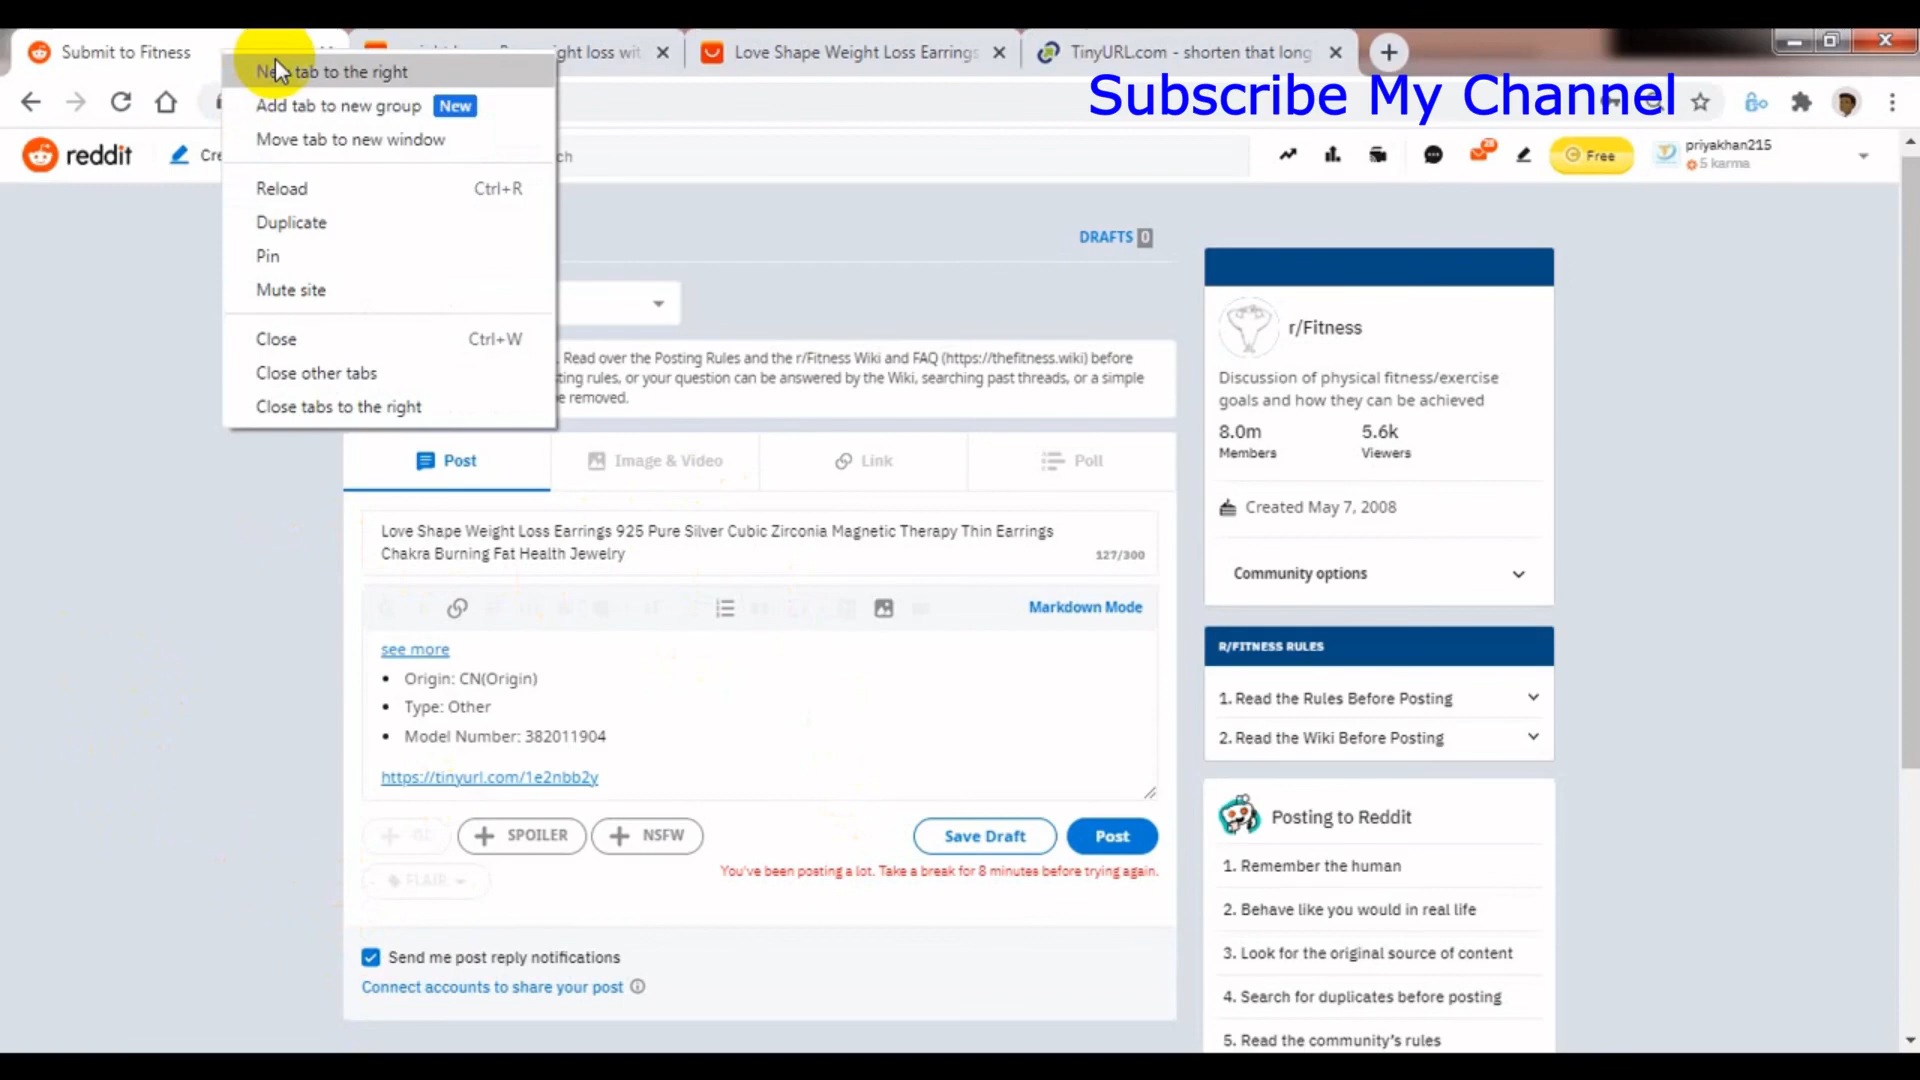 Submit to Fitness
ght loss wit
Love Shape Weight Loss Earrings
TinyURL.com - shorten that long
Subscribe My Channel
tab to the right
Add tab to new group New
Move tab to new window
Reload Ctrl+R
Duplicate
Pin
Mute site
Close Ctrl+W
Close other tabs
Close tabs to the right
reddit
Cre
ch
Free
priyakhan215
5 karma
DRAFTS 0
. Read over the Posting Rules and the r/Fitness Wiki and FAQ (https://thefitness.wiki) before
ting rules, or your question can be answered by the Wiki, searching past threads, or a simple
e removed.
Post
Image & Video
Link
Poll
Love Shape Weight Loss Earrings 925 Pure Silver Cubic Zirconia Magnetic Therapy Thin Earrings
Chakra Burning Fat Health Jewelry
127/300
Markdown Mode
see more
• Origin: CN(Origin)
• Type: Other
• Model Number: 382011904
https://tinyurl.com/1e2nbb2y
+ SPOILER
+ NSFW
Save Draft
Post
You've been posting a lot. Take a break for 8 minutes before trying again.
FLAIR
Send me post reply notifications
Connect accounts to share your post
r/Fitness
Discussion of physical fitness/exercise
goals and how they can be achieved
8.0m 5.6k
Members Viewers
Created May 7, 2008
Community options
R/FITNESS RULES
1. Read the Rules Before Posting
2. Read the Wiki Before Posting
Posting to Reddit
1. Remember the human
2. Behave like you would in real life
3. Look for the original source of content
4. Search for duplicates before posting
5. Read the community's rules